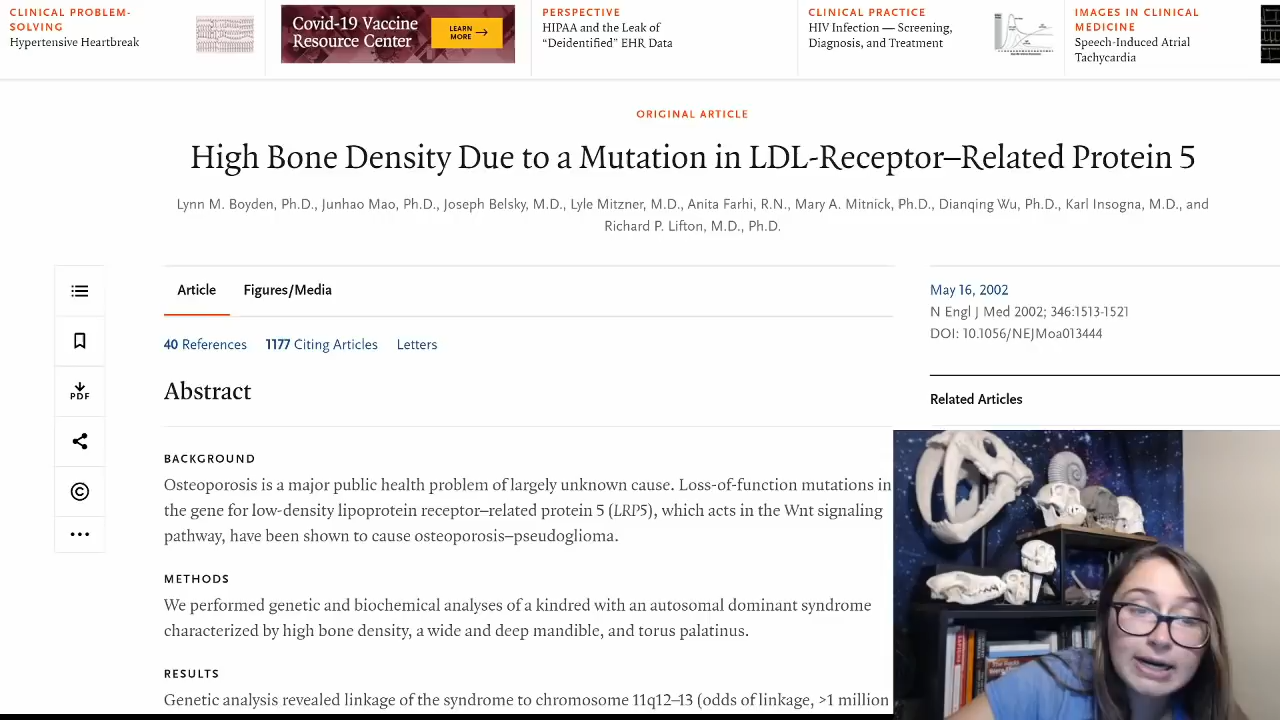 CLINICAL PROBLEM-
SOLVING
Hypertensive Heartbreak
Covid-19 Vaccine
Resource Center
LEARN
MORE →
PERSPECTIVE
HIPAA and the Leak of
“Deidentified” EHR Data
CLINICAL PRACTICE
HIV Infection — Screening,
Diagnosis, and Treatment
IMAGES IN CLINICAL
MEDICINE
Speech-Induced Atrial
Tachycardia
ORIGINAL ARTICLE
High Bone Density Due to a Mutation in LDL-Receptor–Related Protein 5
Lynn M. Boyden, Ph.D., Junhao Mao, Ph.D., Joseph Belsky, M.D., Lyle Mitzner, M.D., Anita Farhi, R.N., Mary A. Mitnick, Ph.D., Dianqing Wu, Ph.D., Karl Insogna, M.D., and
Richard P. Lifton, M.D., Ph.D.
Article Figures/Media
40 References 1177 Citing Articles Letters
PDF
Abstract
BACKGROUND
Osteoporosis is a major public health problem of largely unknown cause. Loss-of-function mutations in
the gene for low-density lipoprotein receptor–related protein 5 (LRP5), which acts in the Wnt signaling
pathway, have been shown to cause osteoporosis–pseudoglioma.
METHODS
We performed genetic and biochemical analyses of a kindred with an autosomal dominant syndrome
characterized by high bone density, a wide and deep mandible, and torus palatinus.
RESULTS
Genetic analysis revealed linkage of the syndrome to chromosome 11q12–13 (odds of linkage, >1 million
May 16, 2002
N Engl J Med 2002; 346:1513-1521
DOI: 10.1056/NEJMoa013444
Related Articles